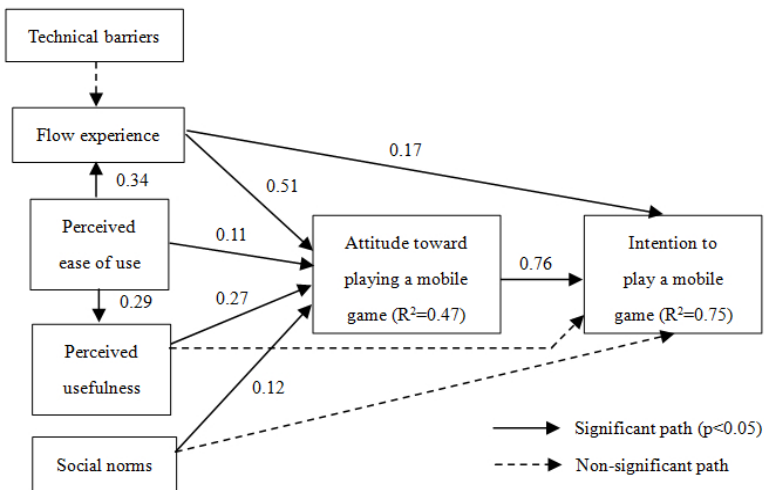 Technical barriers
Flow experience
0.17
0.34
0.51
Perceived
ease of use
0.11
Attitude toward
playing a mobile
game (R²=0.47)
0.76
Intention to
play a mobile
game (R²=0.75)
0.29
0.27
Perceived
usefulness
0.12
Social norms
Significant path (p<0.05)
Non-significant path